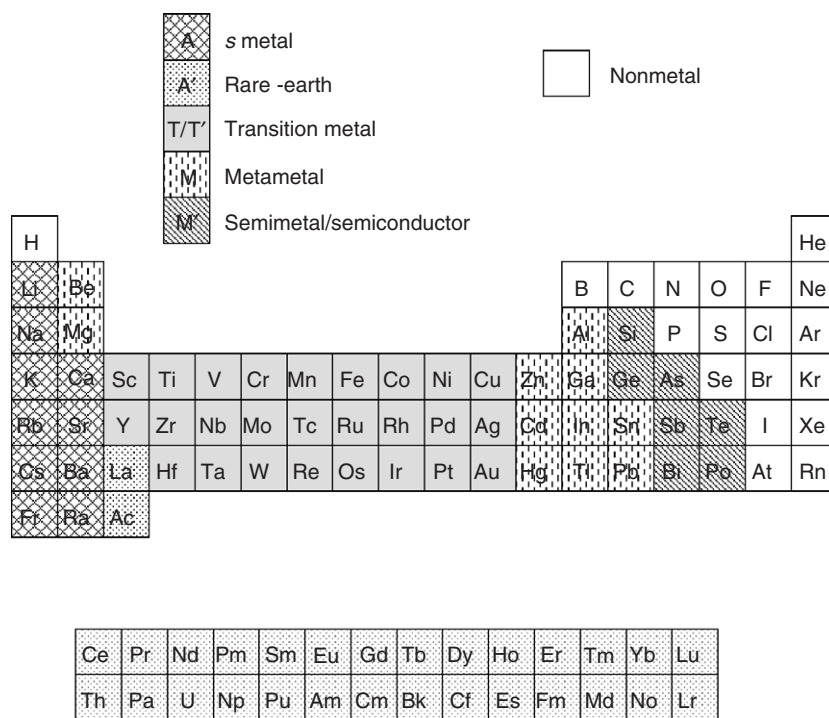 A s metal
A′ Rare -earth
T/T′ Transition metal
M Metametal
M′ Semimetal/semiconductor
Nonmetal
H He
Li Be B C N O F Ne
Na Mg Al Si P S Cl Ar
K Ca Sc Ti V Cr Mn Fe Co Ni Cu Zn Ga Ge As Se Br Kr
Rb Sr Y Zr Nb Mo Tc Ru Rh Pd Ag Cd In Sn Sb Te I Xe
Cs Ba La Hf Ta W Re Os Ir Pt Au Hg Tl Pb Bi Po At Rn
Fr Ra Ac
Ce Pr Nd Pm Sm Eu Gd Tb Dy Ho Er Tm Yb Lu
Th Pa U Np Pu Am Cm Bk Cf Es Fm Md No Lr